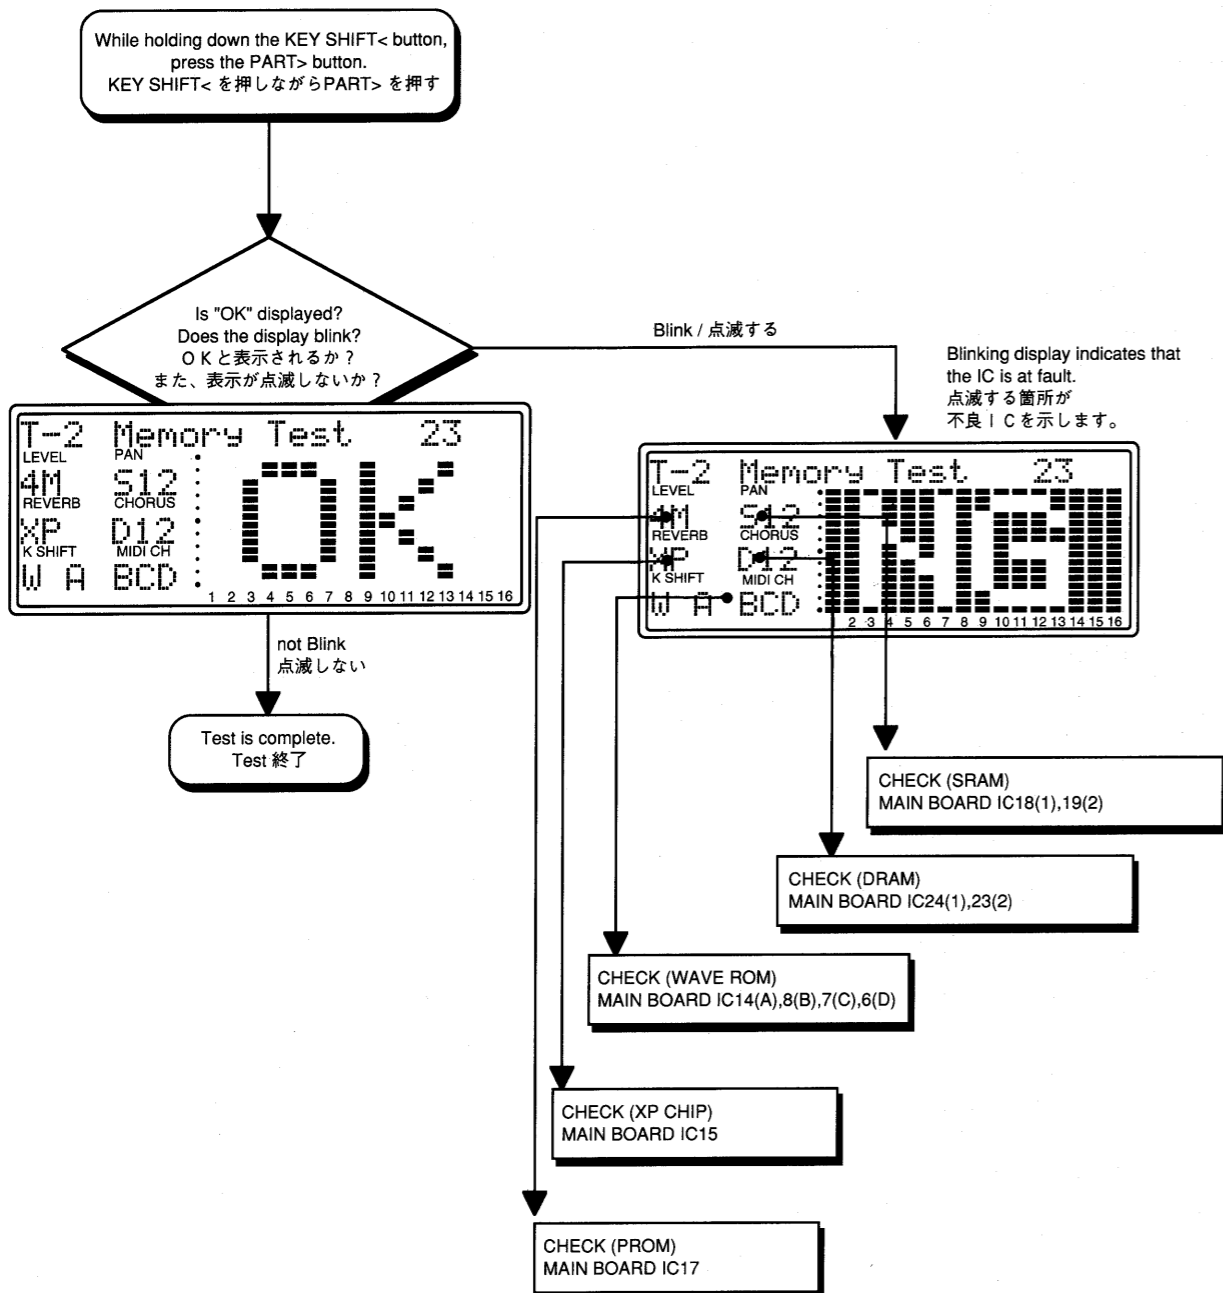 While holding down the KEY SHIFT< button,
press the PART> button.
KEY SHIFT< を押しながらPART> を押す
Is "OK" displayed?
Does the display blink?
ＯＫと表示されるか？
また、表示が点滅しないか？
Blink / 点滅する
Blinking display indicates that
the IC is at fault.
点滅する箇所が
不良ＩＣを示します。
T-2 Memory Test 23
LEVEL PAN
4M S12
REVERB CHORUS
XP D12
K SHIFT MIDI CH
W A BCD
OK
1 2 3 4 5 6 7 8 9 10 11 12 13 14 15 16
T-2 Memory Test 23
LEVEL PAN
4M S12
REVERB CHORUS
XP D12
K SHIFT MIDI CH
W A BCD
NG
2 3 4 5 6 7 8 9 10 11 12 13 14 15 16
not Blink
点滅しない
Test is complete.
Test 終了
CHECK (SRAM)
MAIN BOARD IC18(1),19(2)
CHECK (DRAM)
MAIN BOARD IC24(1),23(2)
CHECK (WAVE ROM)
MAIN BOARD IC14(A),8(B),7(C),6(D)
CHECK (XP CHIP)
MAIN BOARD IC15
CHECK (PROM)
MAIN BOARD IC17